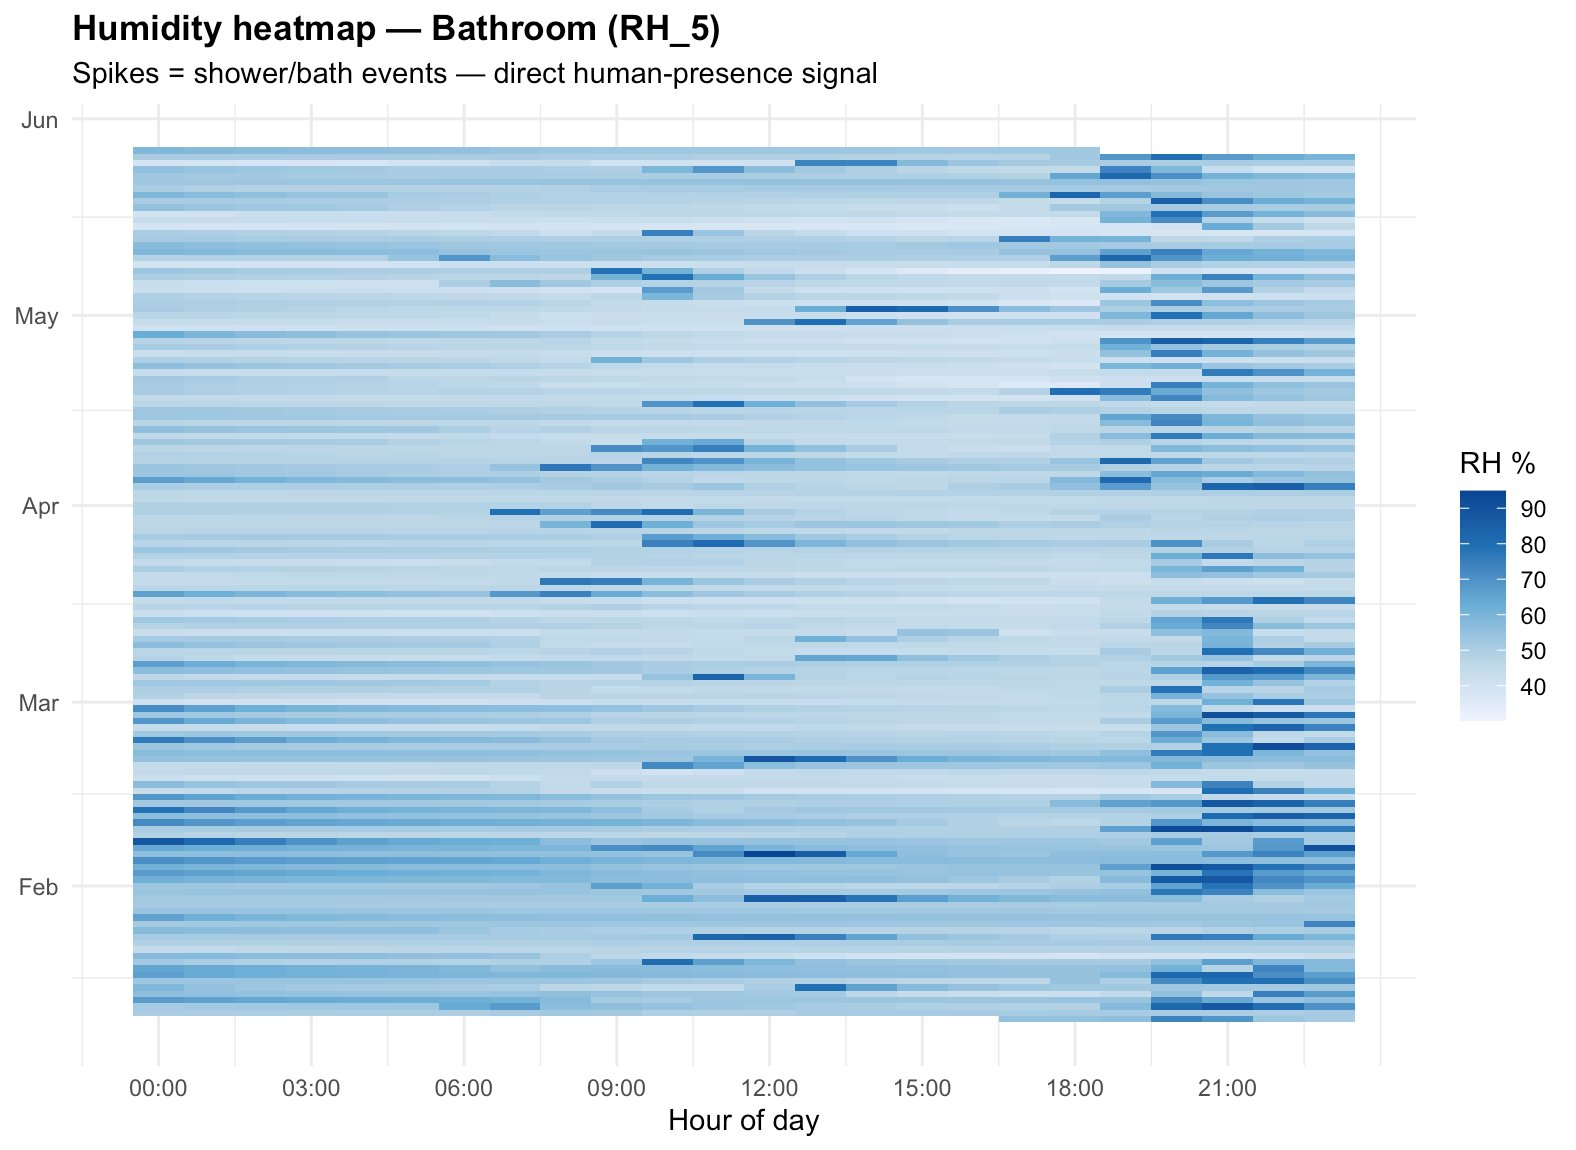 Humidity heatmap — Bathroom (RH_5)
Spikes = shower/bath events — direct human-presence signal
Jun
May
Apr
Mar
Feb
RH %
90
80
70
60
50
40
00:00 03:00 06:00 09:00 12:00 15:00 18:00 21:00
Hour of day